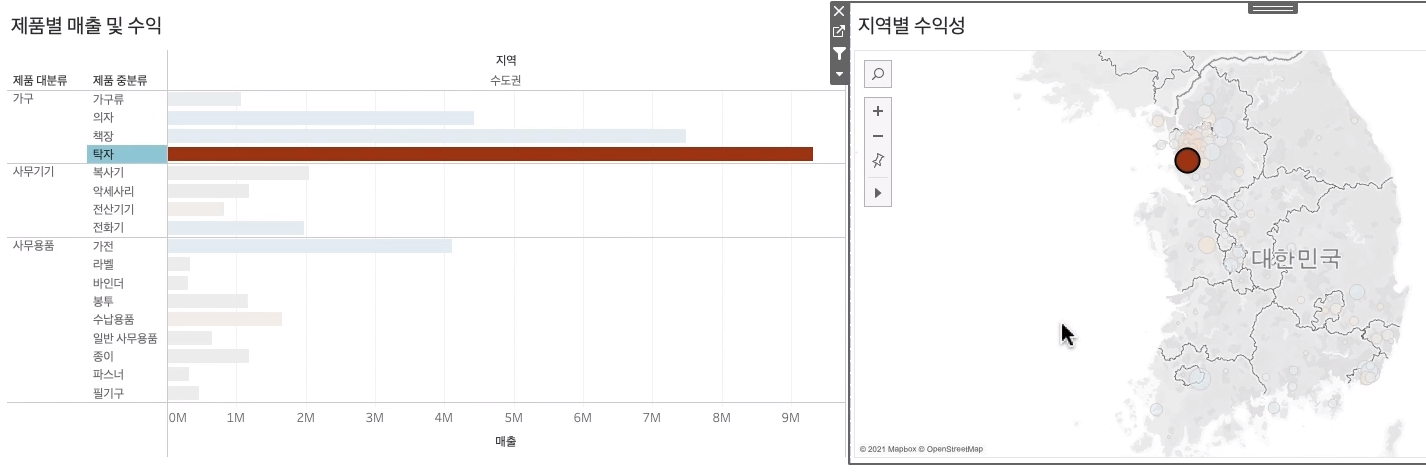 제품별 매출 및 수익
지역
제품 대분류 제품 중분류 수도권
가구 가구류
의자
책장
탁자
사무기기 복사기
악세사리
전산기기
전화기
사무용품 가전
라벨
바인더
봉투
수납용품
일반 사무용품
종이
파스너
필기구
0M 1M 2M 3M 4M 5M 6M 7M 8M 9M
매출
지역별 수익성
대한민국
© 2021 Mapbox © OpenStreetMap